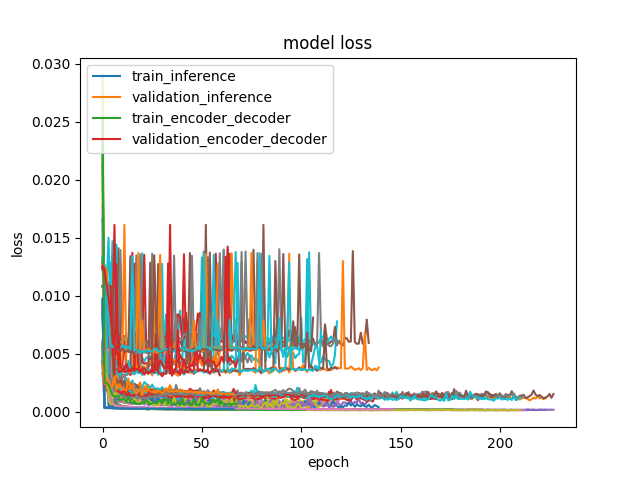 model loss
0.030
0.025
0.020
0.015
0.010
0.005
0.000
loss
train_inference
validation_inference
train_encoder_decoder
validation_encoder_decoder
0 50 100 150 200
epoch